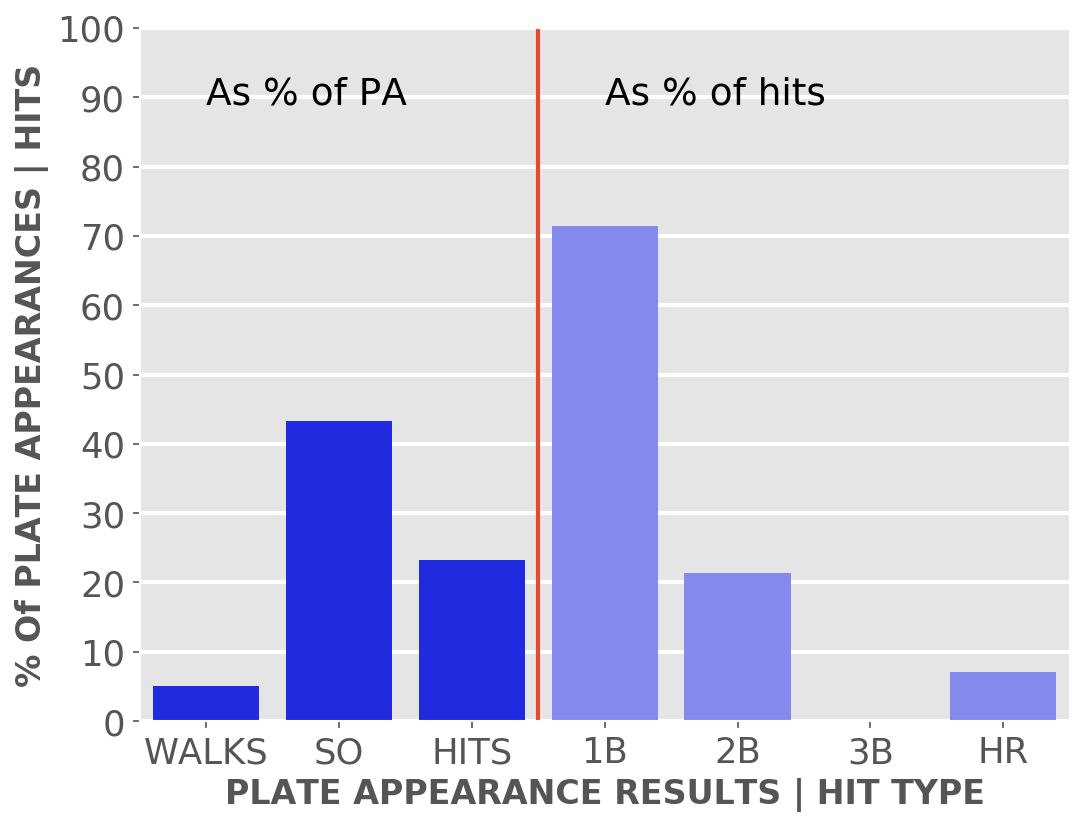 % Of PLATE APPEARANCES | HITS
100
90
80
70
60
50
40
30
20
10
0
As % of PA
As % of hits
WALKS SO HITS 1B 2B 3B HR
PLATE APPEARANCE RESULTS | HIT TYPE